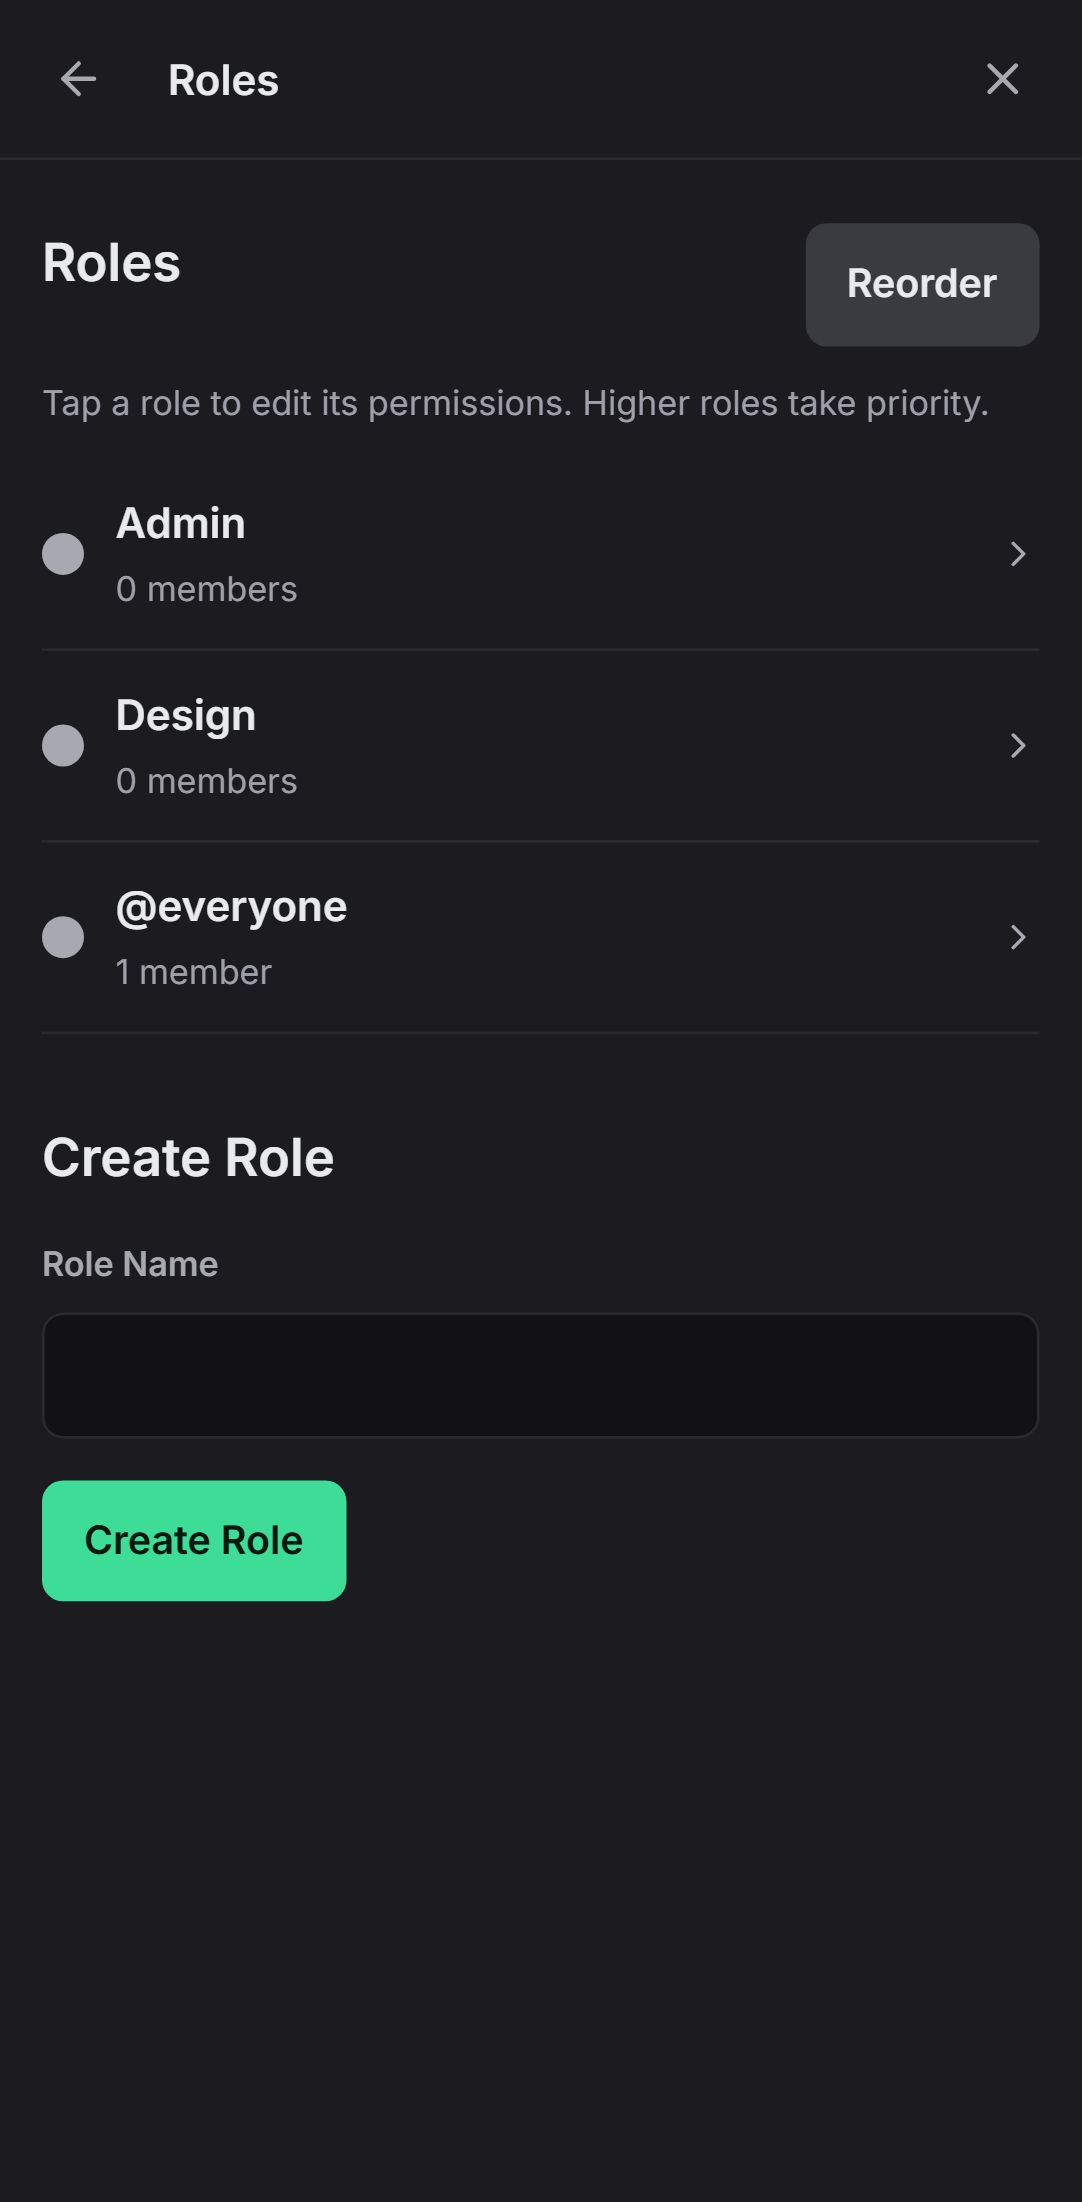 Roles
Roles
Reorder
Tap a role to edit its permissions. Higher roles take priority.
Admin
0 members
Design
0 members
@everyone
1 member
Create Role
Role Name
Create Role